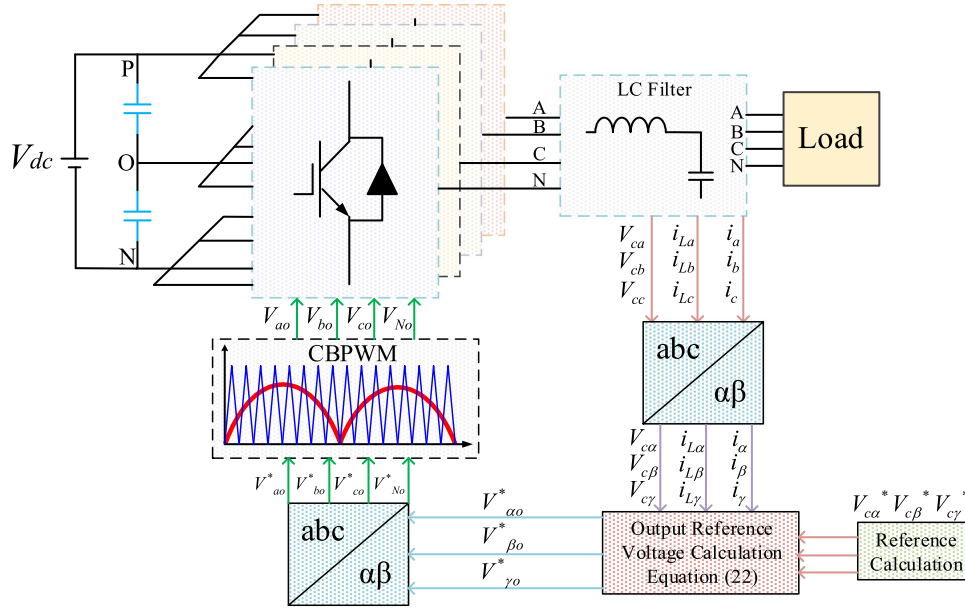 P
O
N
Vdc
A
B
C
N
LC Filter
A
B
C
N
Load
Vca iLa ia
Vcb iLb ib
Vcc iLc ic
Vao Vbo Vco VNo
CBPWM
abc
αβ
Vcα iLα iα
Vcβ iLβ iβ
Vcγ iLγ iγ
V*ao V*bo V*co V*No
abc
αβ
V*αo
V*βo
V*γo
Output Reference
Voltage Calculation
Equation (22)
Vcα* Vcβ* Vcγ*
Reference
Calculation